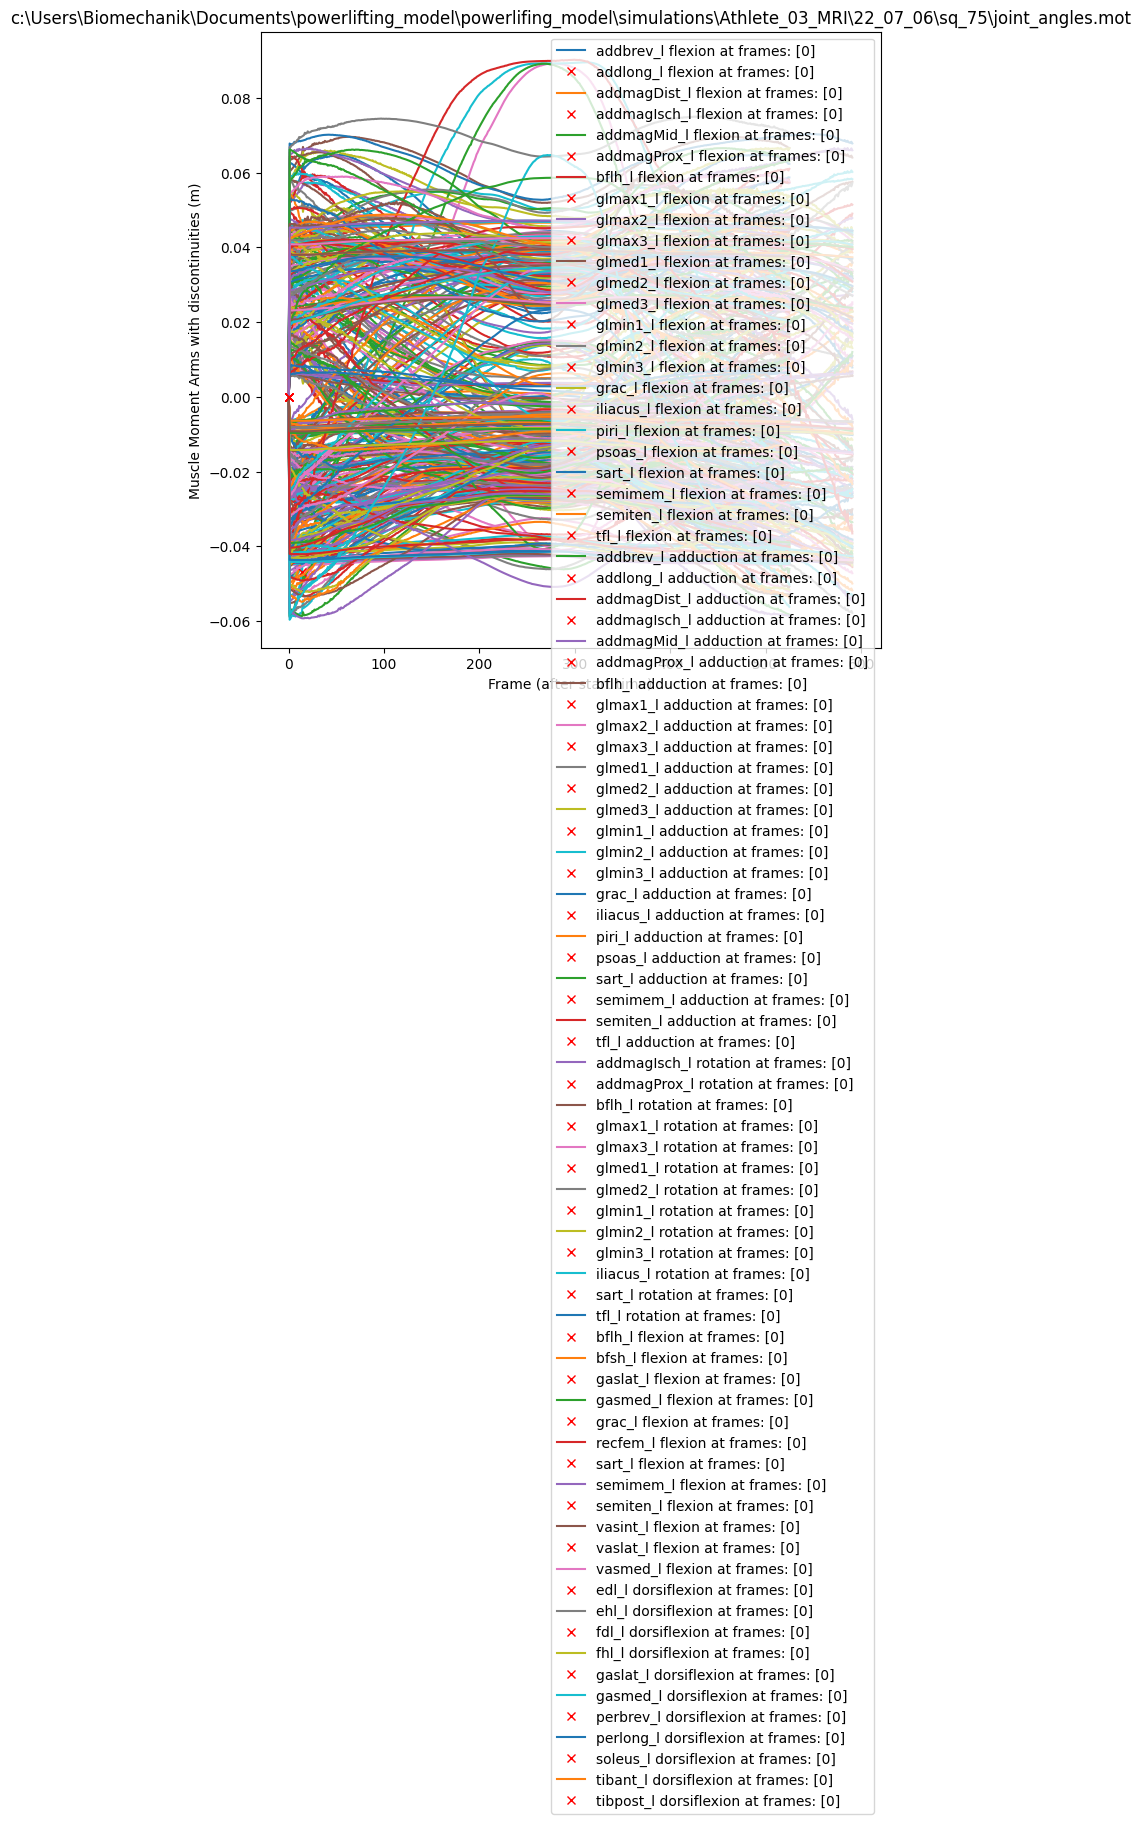 c:\Users\Biomechanik\Documents\powerlifting_model\powerlifing_model\simulations\Athlete_03_MRI\22_07_06\sq_75\joint_angles.mot
Muscle Moment Arms with discontinuities (m)
0.08
0.06
0.04
0.02
0.00
−0.02
−0.04
−0.06
0
100
200
300
Frame (after
addbrev_l flexion at frames: [0]
addlong_l flexion at frames: [0]
addmagDist_l flexion at frames: [0]
addmagIsch_l flexion at frames: [0]
addmagMid_l flexion at frames: [0]
addmagProx_l flexion at frames: [0]
bflh_l flexion at frames: [0]
glmax1_l flexion at frames: [0]
glmax2_l flexion at frames: [0]
glmax3_l flexion at frames: [0]
glmed1_l flexion at frames: [0]
glmed2_l flexion at frames: [0]
glmed3_l flexion at frames: [0]
glmin1_l flexion at frames: [0]
glmin2_l flexion at frames: [0]
glmin3_l flexion at frames: [0]
grac_l flexion at frames: [0]
iliacus_l flexion at frames: [0]
piri_l flexion at frames: [0]
psoas_l flexion at frames: [0]
sart_l flexion at frames: [0]
semimem_l flexion at frames: [0]
semiten_l flexion at frames: [0]
tfl_l flexion at frames: [0]
addbrev_l adduction at frames: [0]
addlong_l adduction at frames: [0]
addmagDist_l adduction at frames: [0]
addmagIsch_l adduction at frames: [0]
addmagMid_l adduction at frames: [0]
addmagProx_l adduction at frames: [0]
bflh_l adduction at frames: [0]
glmax1_l adduction at frames: [0]
glmax2_l adduction at frames: [0]
glmax3_l adduction at frames: [0]
glmed1_l adduction at frames: [0]
glmed2_l adduction at frames: [0]
glmed3_l adduction at frames: [0]
glmin1_l adduction at frames: [0]
glmin2_l adduction at frames: [0]
glmin3_l adduction at frames: [0]
grac_l adduction at frames: [0]
iliacus_l adduction at frames: [0]
piri_l adduction at frames: [0]
psoas_l adduction at frames: [0]
sart_l adduction at frames: [0]
semimem_l adduction at frames: [0]
semiten_l adduction at frames: [0]
tfl_l adduction at frames: [0]
addmagIsch_l rotation at frames: [0]
addmagProx_l rotation at frames: [0]
bflh_l rotation at frames: [0]
glmax1_l rotation at frames: [0]
glmax3_l rotation at frames: [0]
glmed1_l rotation at frames: [0]
glmed2_l rotation at frames: [0]
glmin1_l rotation at frames: [0]
glmin2_l rotation at frames: [0]
glmin3_l rotation at frames: [0]
iliacus_l rotation at frames: [0]
sart_l rotation at frames: [0]
tfl_l rotation at frames: [0]
bflh_l flexion at frames: [0]
bfsh_l flexion at frames: [0]
gaslat_l flexion at frames: [0]
gasmed_l flexion at frames: [0]
grac_l flexion at frames: [0]
recfem_l flexion at frames: [0]
sart_l flexion at frames: [0]
semimem_l flexion at frames: [0]
semiten_l flexion at frames: [0]
vasint_l flexion at frames: [0]
vaslat_l flexion at frames: [0]
vasmed_l flexion at frames: [0]
edl_l dorsiflexion at frames: [0]
ehl_l dorsiflexion at frames: [0]
fdl_l dorsiflexion at frames: [0]
fhl_l dorsiflexion at frames: [0]
gaslat_l dorsiflexion at frames: [0]
gasmed_l dorsiflexion at frames: [0]
perbrev_l dorsiflexion at frames: [0]
perlong_l dorsiflexion at frames: [0]
soleus_l dorsiflexion at frames: [0]
tibant_l dorsiflexion at frames: [0]
tibpost_l dorsiflexion at frames: [0]